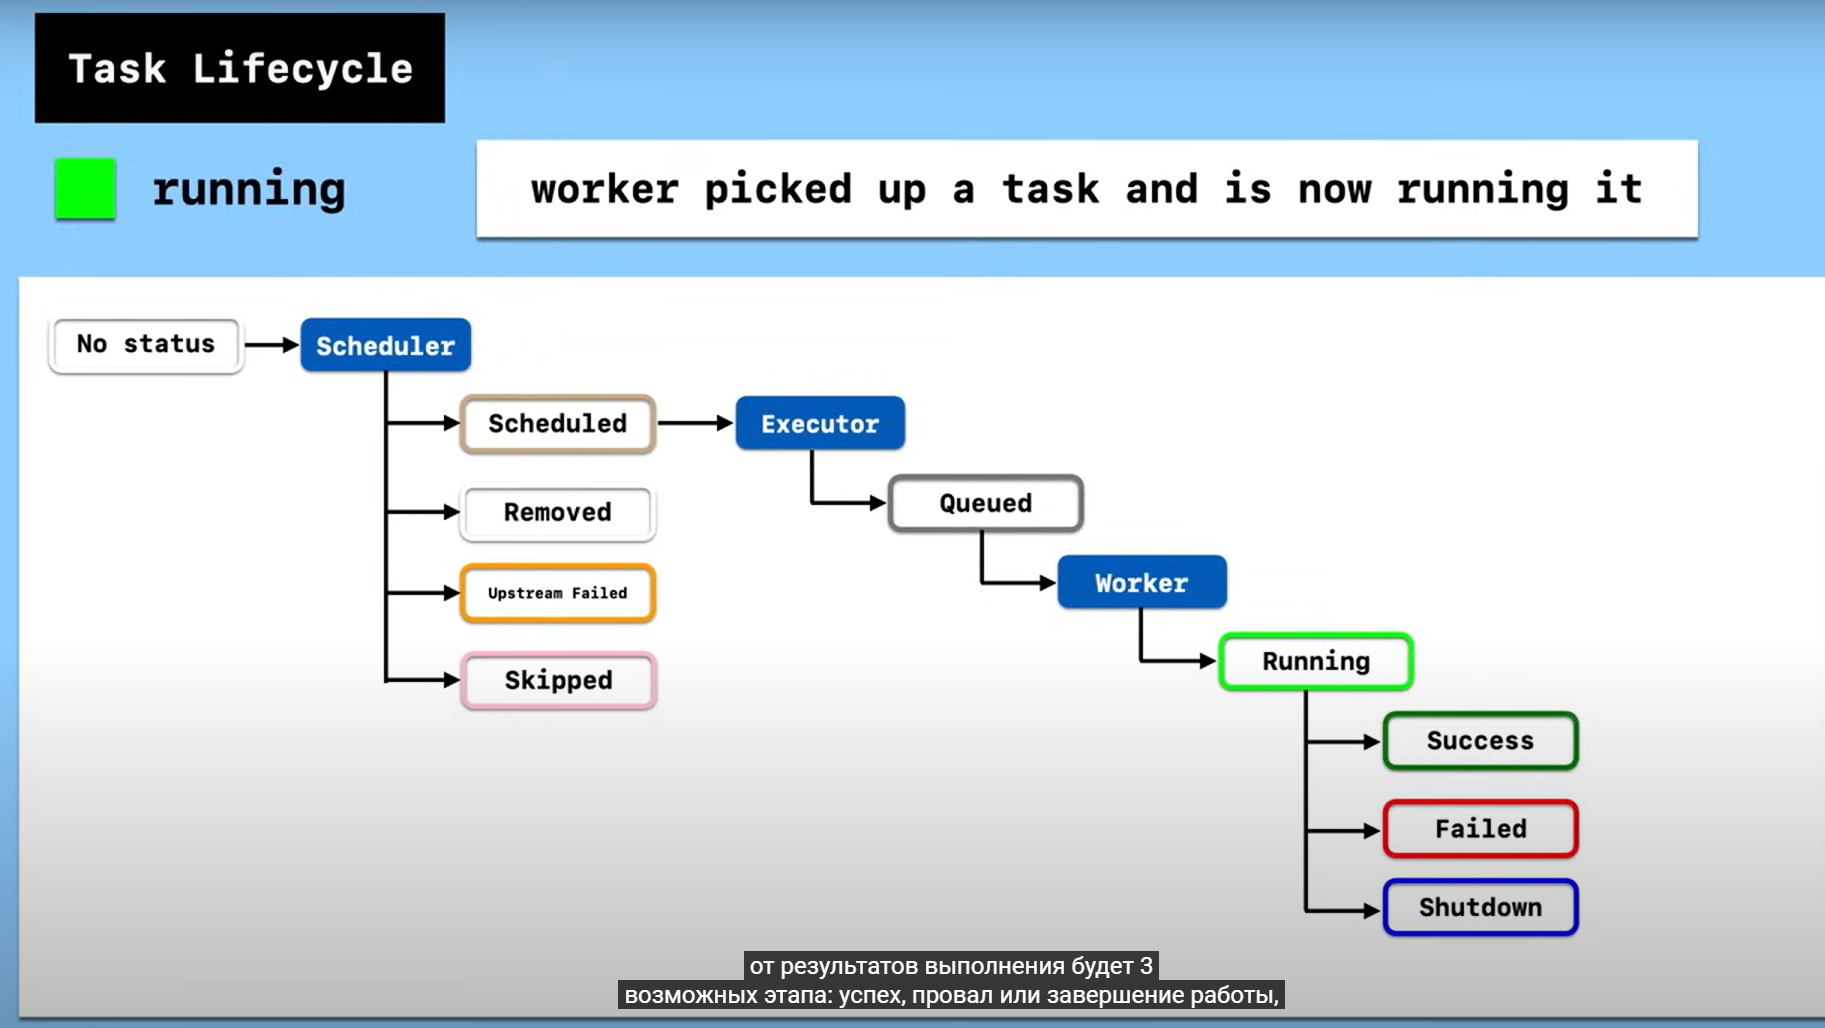 Task Lifecycle
running
worker picked up a task and is now running it
No status
Scheduler
Scheduled
Executor
Removed
Queued
Upstream Failed
Worker
Skipped
Running
Success
Failed
Shutdown
от результатов выполнения будет 3
возможных этапа: успех, провал или завершение работы,